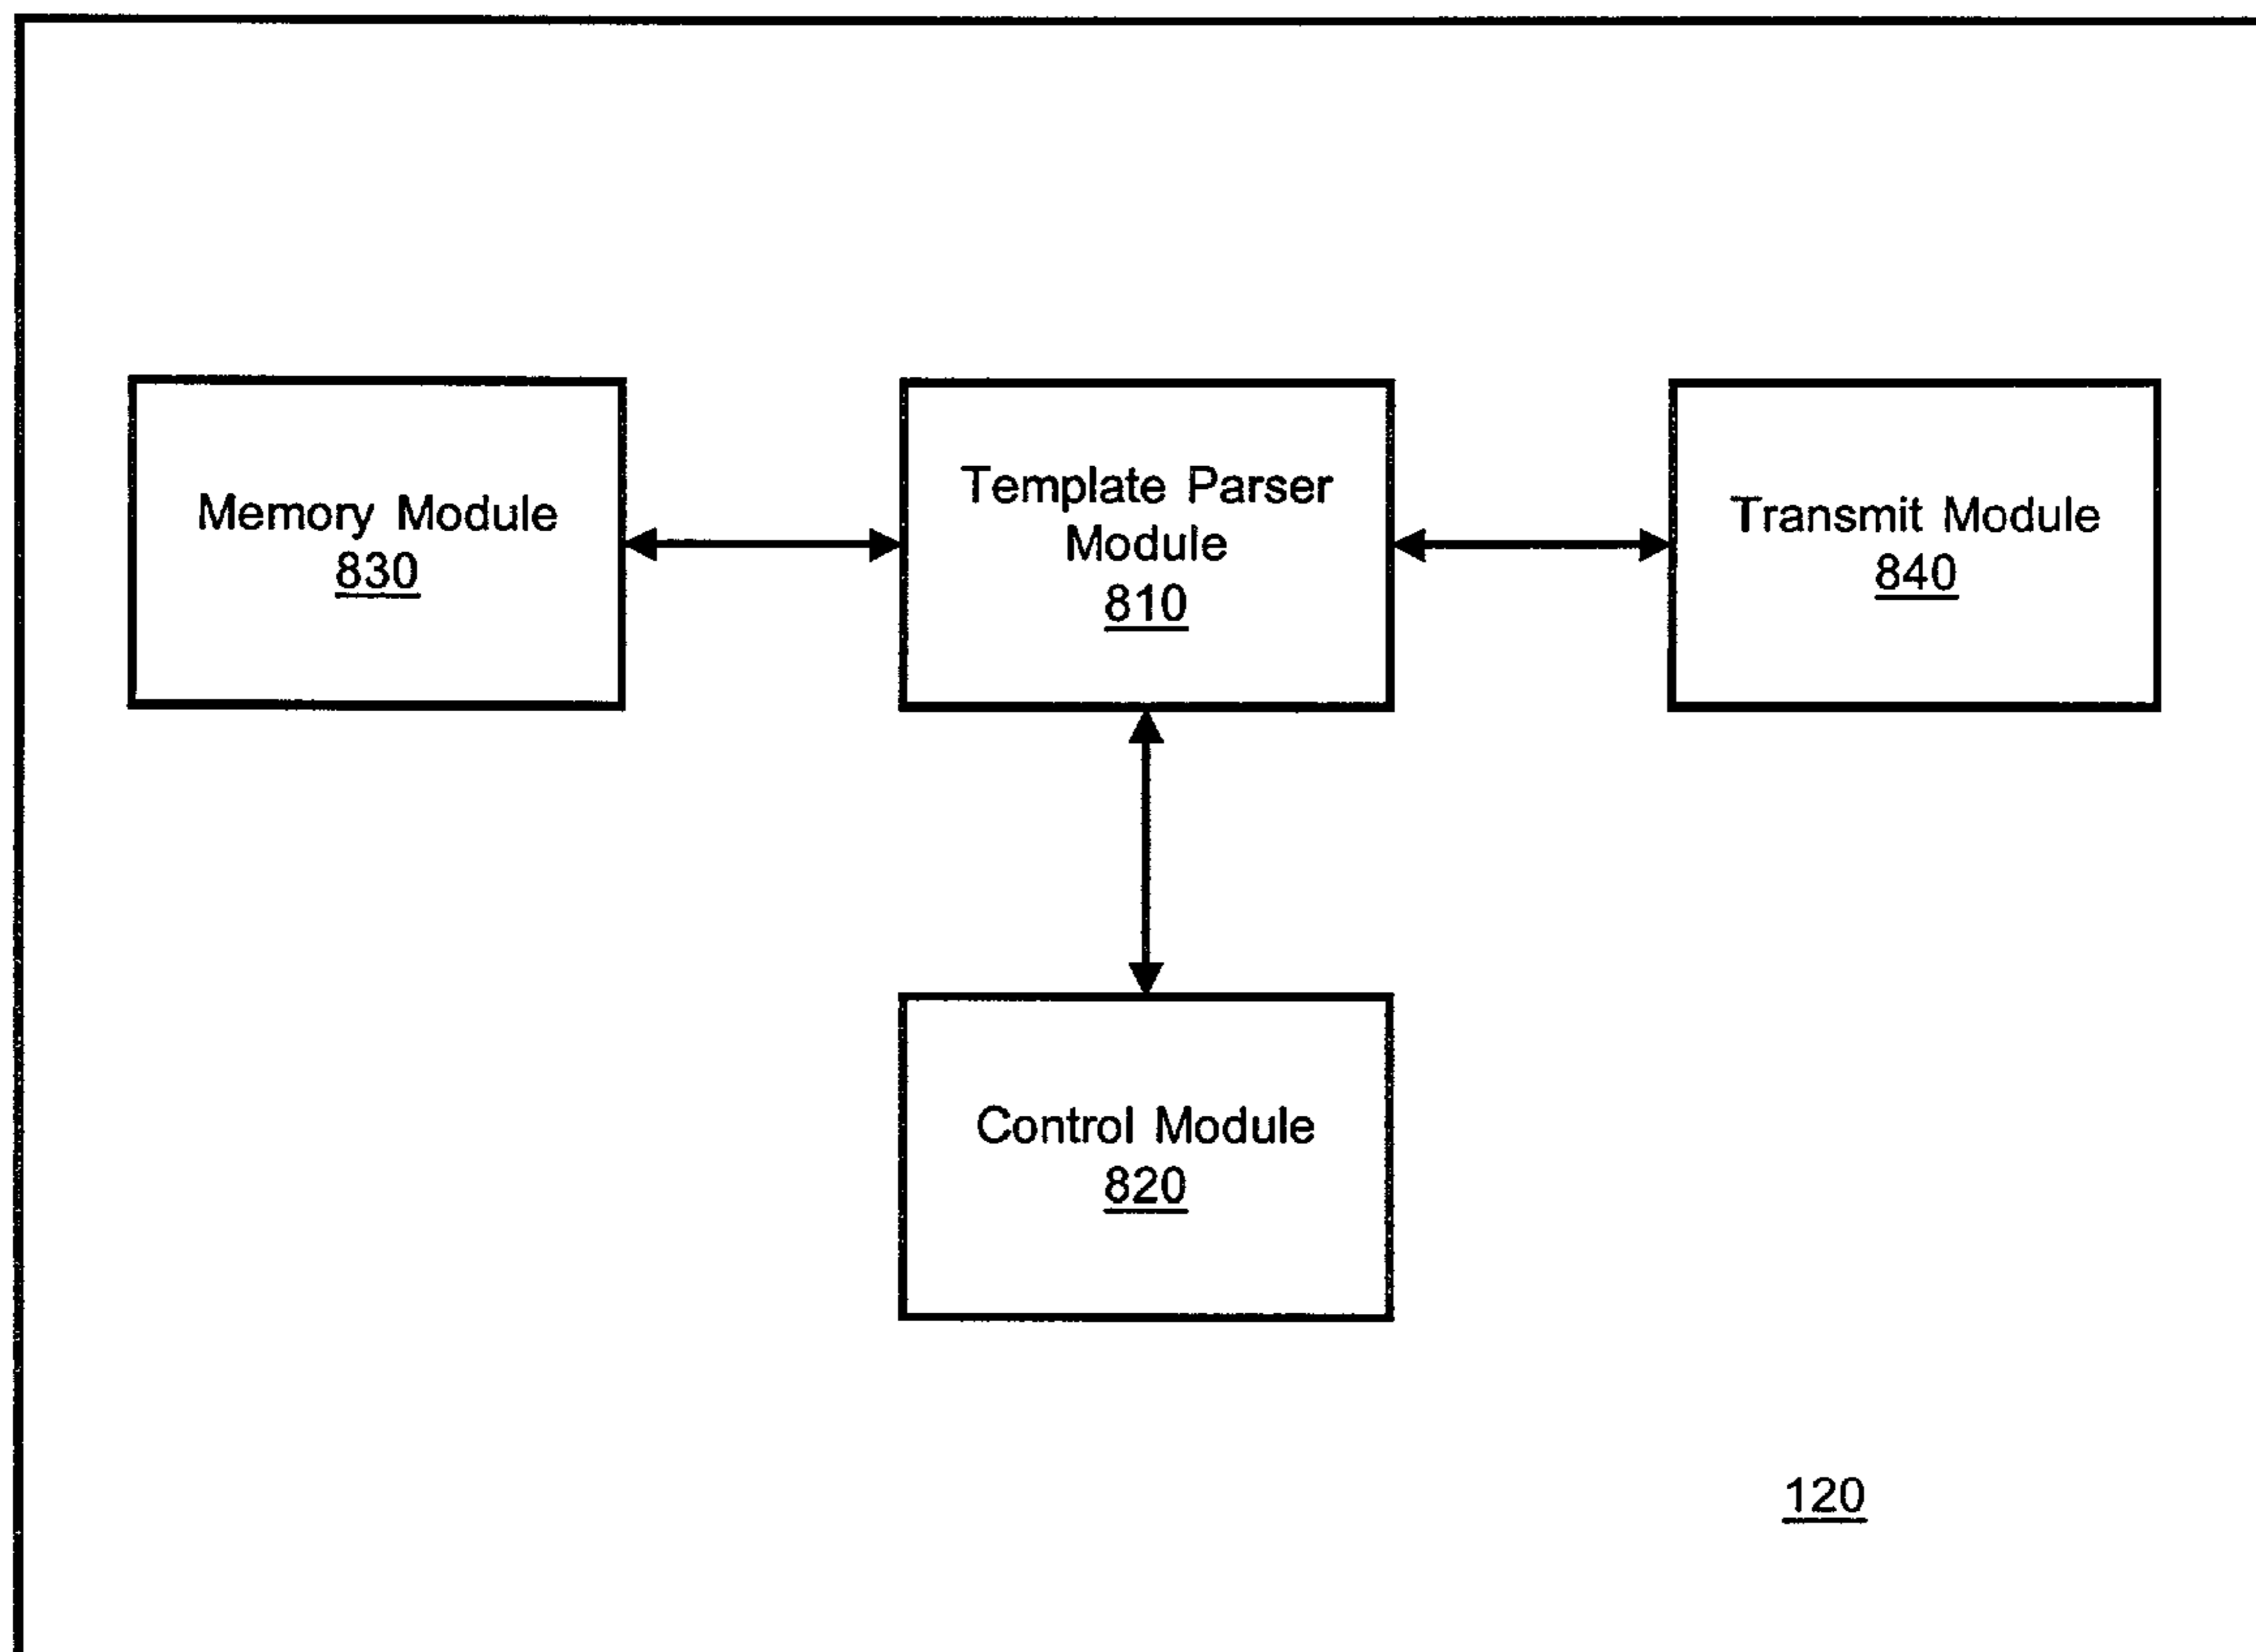 Memory Module
830
Template Parser
Module
810
Transmit Module
840
Control Module
820
120